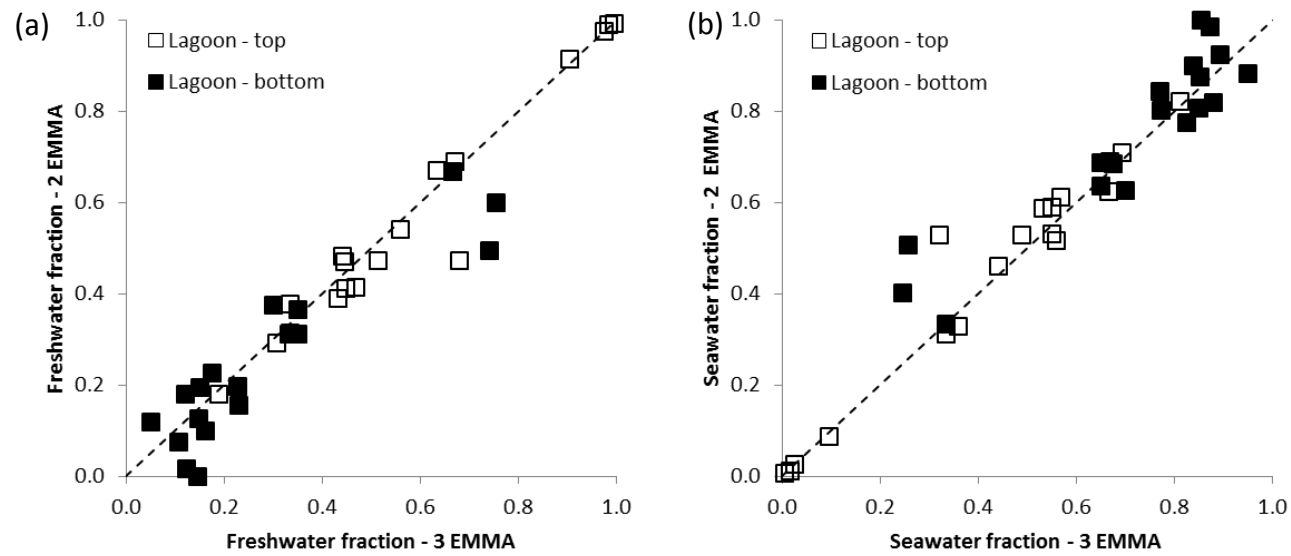 (a)
Lagoon - top
Lagoon - bottom
1.0
0.8
0.6
0.4
0.2
0.0
Freshwater fraction - 2 EMMA
0.0 0.2 0.4 0.6 0.8 1.0
Freshwater fraction - 3 EMMA
(b)
Lagoon - top
Lagoon - bottom
1.0
0.8
0.6
0.4
0.2
0.0
Seawater fraction - 2 EMMA
0.0 0.2 0.4 0.6 0.8 1.0
Seawater fraction - 3 EMMA